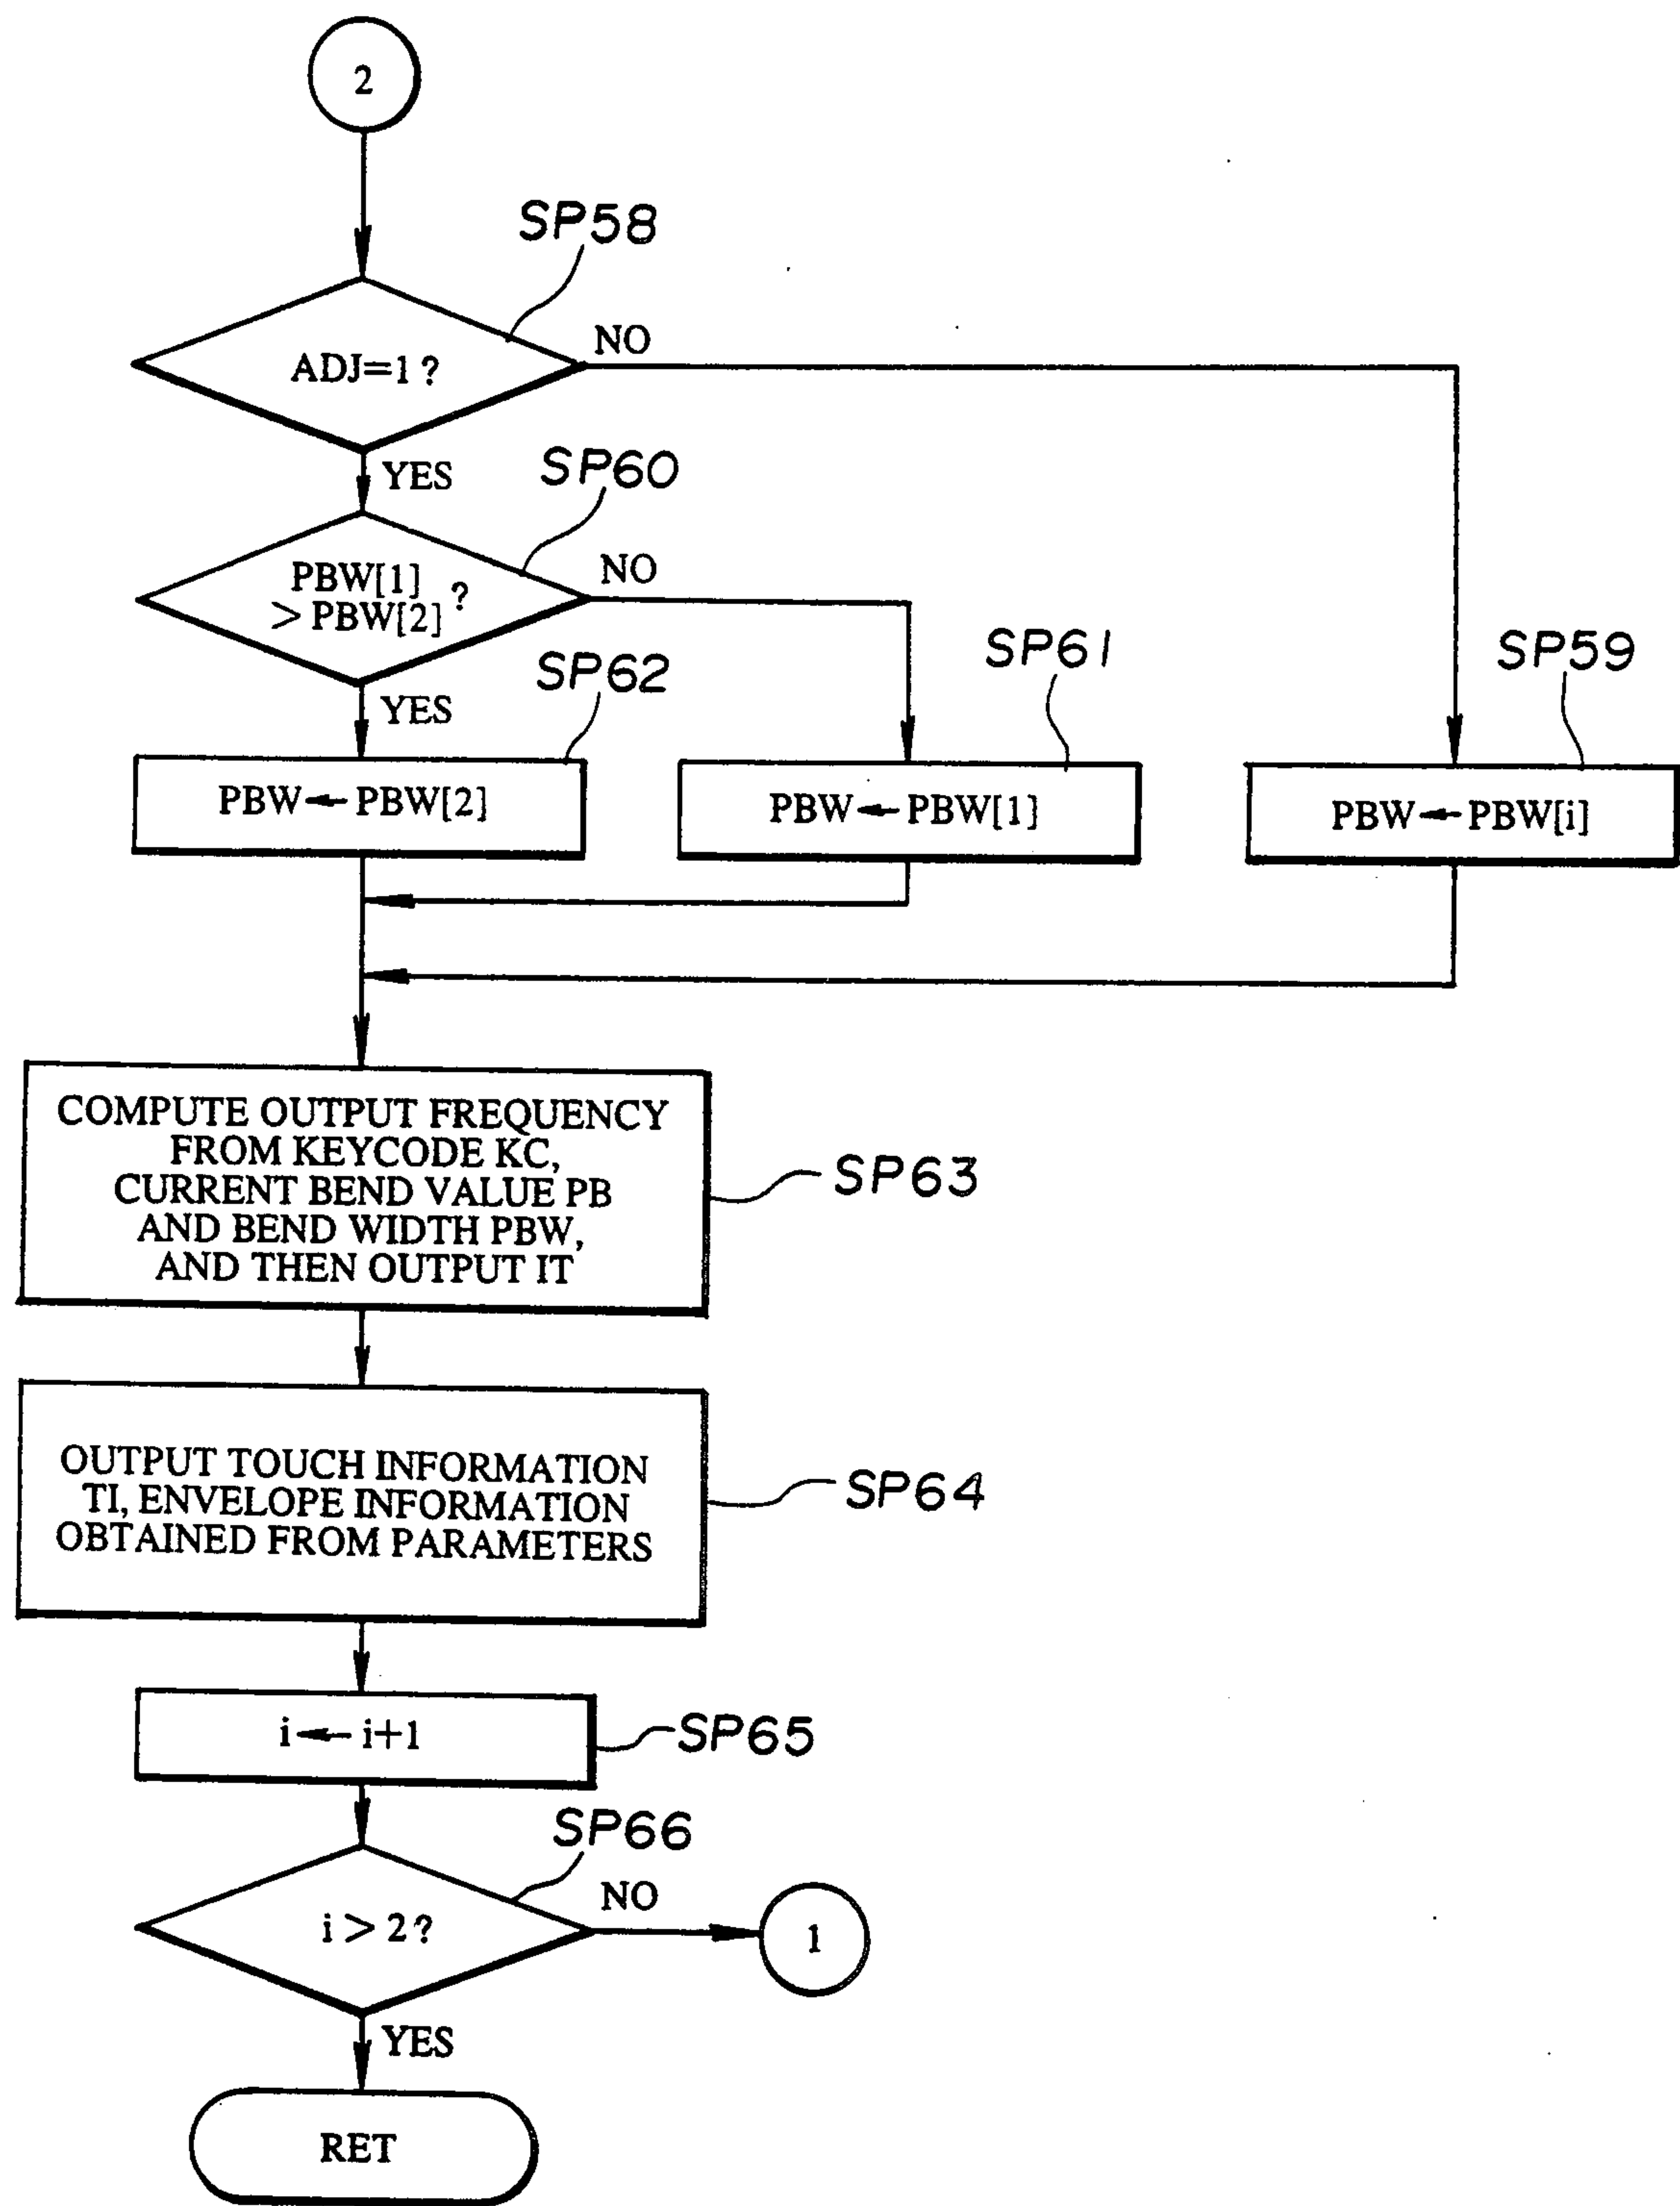 2
SP58
ADJ=1?
NO
YES
SP60
PBW[1]
> PBW[2] ?
NO
YES
SP62
SP61
SP59
PBW ← PBW[2]
PBW ← PBW[1]
PBW ← PBW[i]
COMPUTE OUTPUT FREQUENCY
FROM KEYCODE KC,
CURRENT BEND VALUE PB
AND BEND WIDTH PBW,
AND THEN OUTPUT IT
SP63
OUTPUT TOUCH INFORMATION
TI, ENVELOPE INFORMATION
OBTAINED FROM PARAMETERS
SP64
i ← i+1
SP65
SP66
i > 2?
NO
1
YES
RET